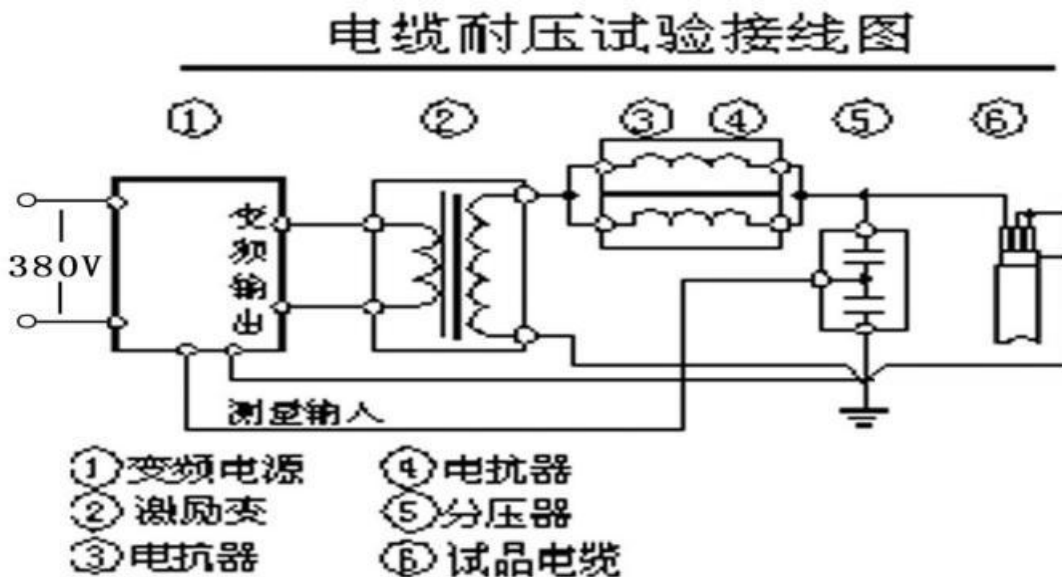 电缆耐压试验接线图
① ② ③ ④ ⑤ ⑥
380V
变频输出
测量输入
①变频电源 ④电抗器
②激励变 ⑤分压器
③电抗器 ⑥试品电缆